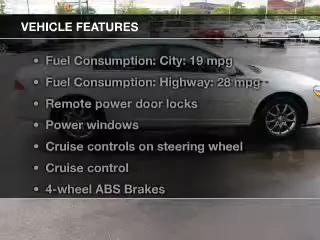 VEHICLE FEATURES
• Fuel Consumption: City: 19 mpg
• Fuel Consumption: Highway: 28 mpg
• Remote power door locks
• Power windows
• Cruise controls on steering wheel
• Cruise control
• 4-wheel ABS Brakes